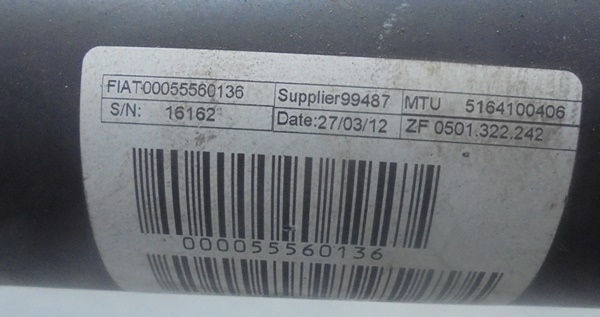 FIAT00055560136 Supplier99487 MTU 5164100406
S/N: 16162 Date:27/03/12 ZF 0501.322.242
000055560136